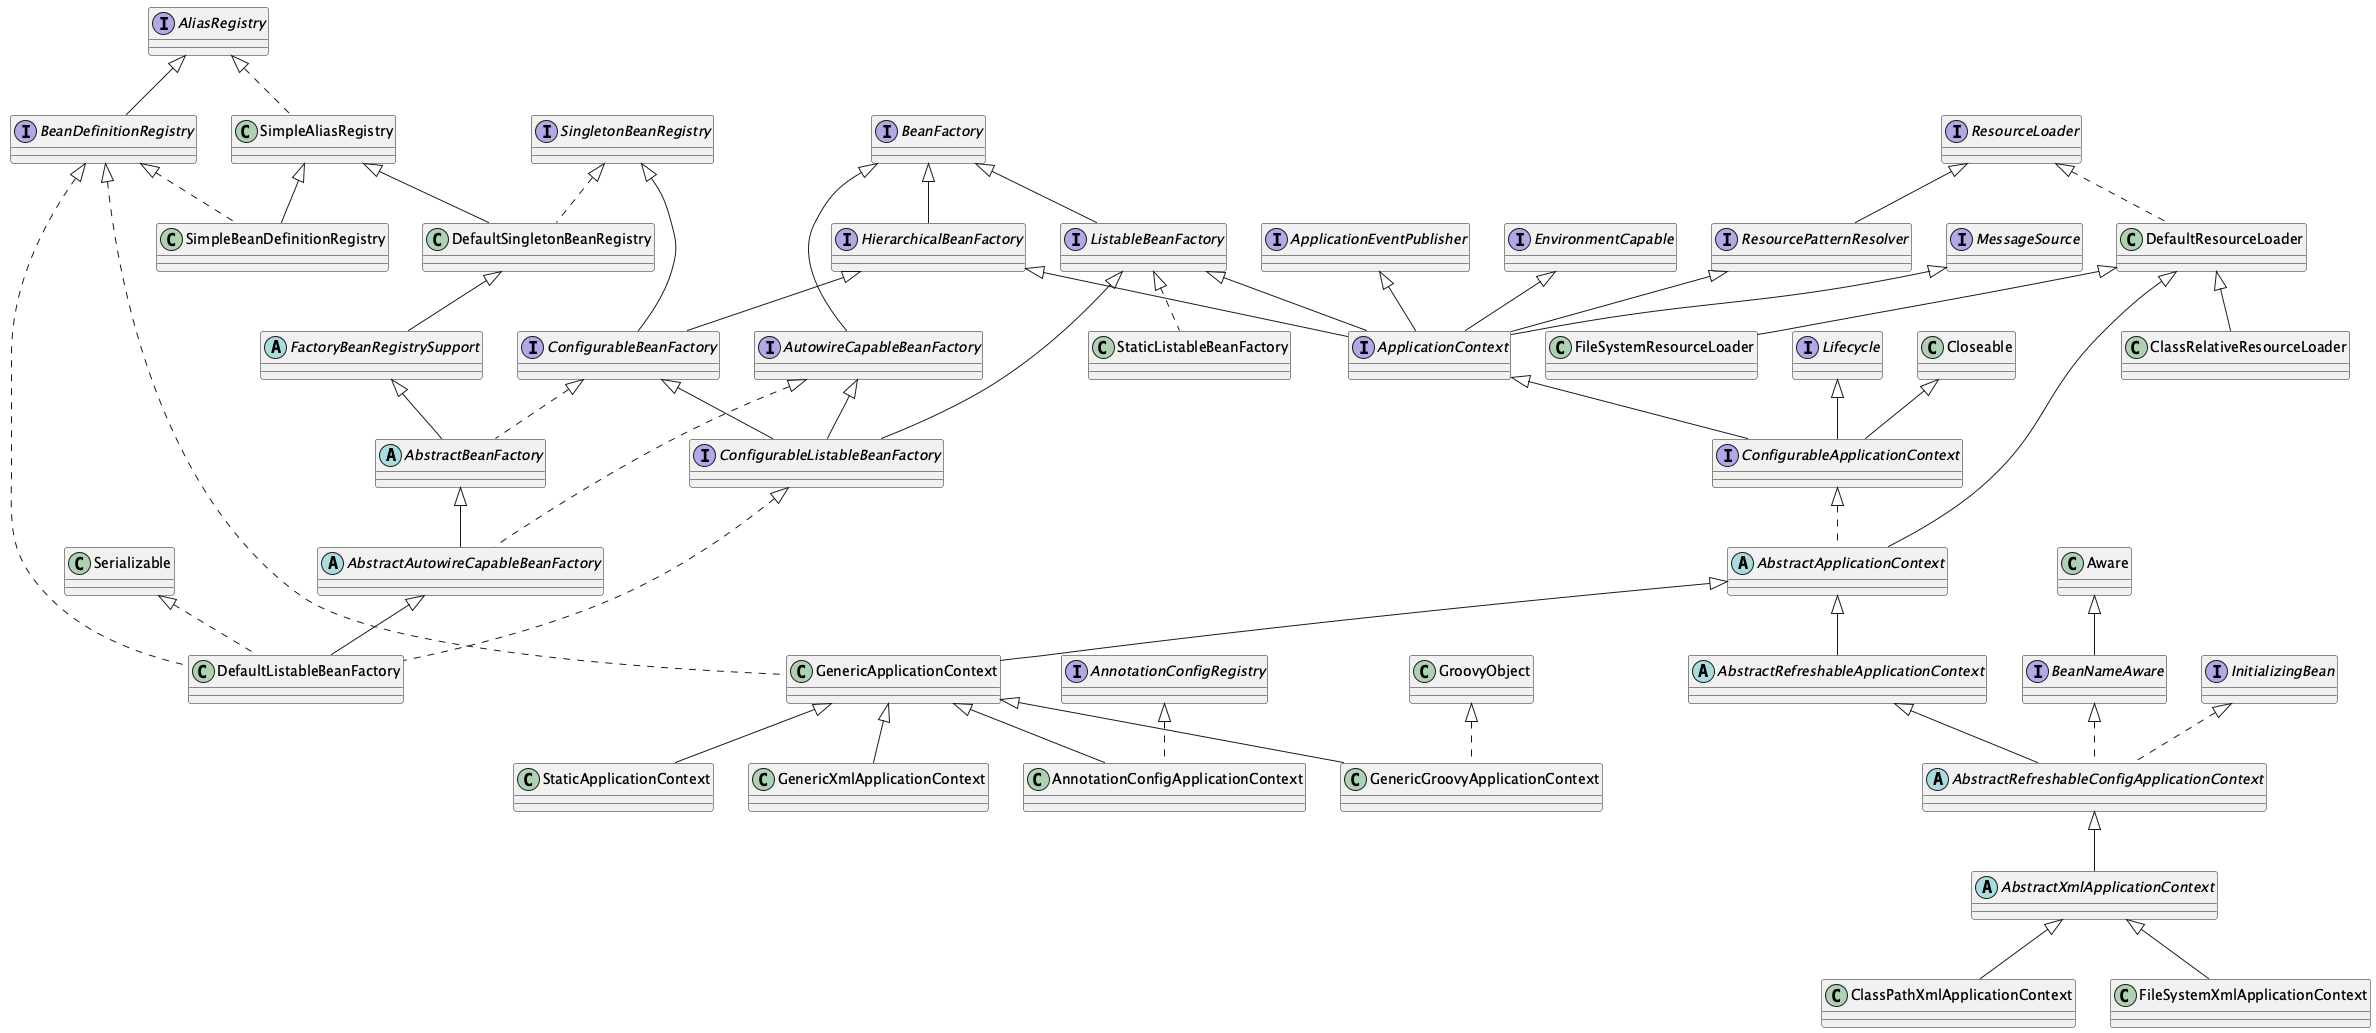 I AliasRegistry
I BeanDefinitionRegistry
C SimpleAliasRegistry
I SingletonBeanRegistry
I BeanFactory
I ResourceLoader
C SimpleBeanDefinitionRegistry
C DefaultSingletonBeanRegistry
I HierarchicalBeanFactory
I ListableBeanFactory
I ApplicationEventPublisher
I EnvironmentCapable
I ResourcePatternResolver
I MessageSource
C DefaultResourceLoader
A FactoryBeanRegistrySupport
I ConfigurableBeanFactory
I AutowireCapableBeanFactory
C StaticListableBeanFactory
I ApplicationContext
C FileSystemResourceLoader
I Lifecycle
C Closeable
C ClassRelativeResourceLoader
A AbstractBeanFactory
I ConfigurableListableBeanFactory
I ConfigurableApplicationContext
C Serializable
A AbstractAutowireCapableBeanFactory
A AbstractApplicationContext
C Aware
C DefaultListableBeanFactory
C GenericApplicationContext
I AnnotationConfigRegistry
C GroovyObject
A AbstractRefreshableApplicationContext
I BeanNameAware
I InitializingBean
C StaticApplicationContext
C GenericXmlApplicationContext
C AnnotationConfigApplicationContext
C GenericGroovyApplicationContext
A AbstractRefreshableConfigApplicationContext
A AbstractXmlApplicationContext
C ClassPathXmlApplicationContext
C FileSystemXmlApplicationContext